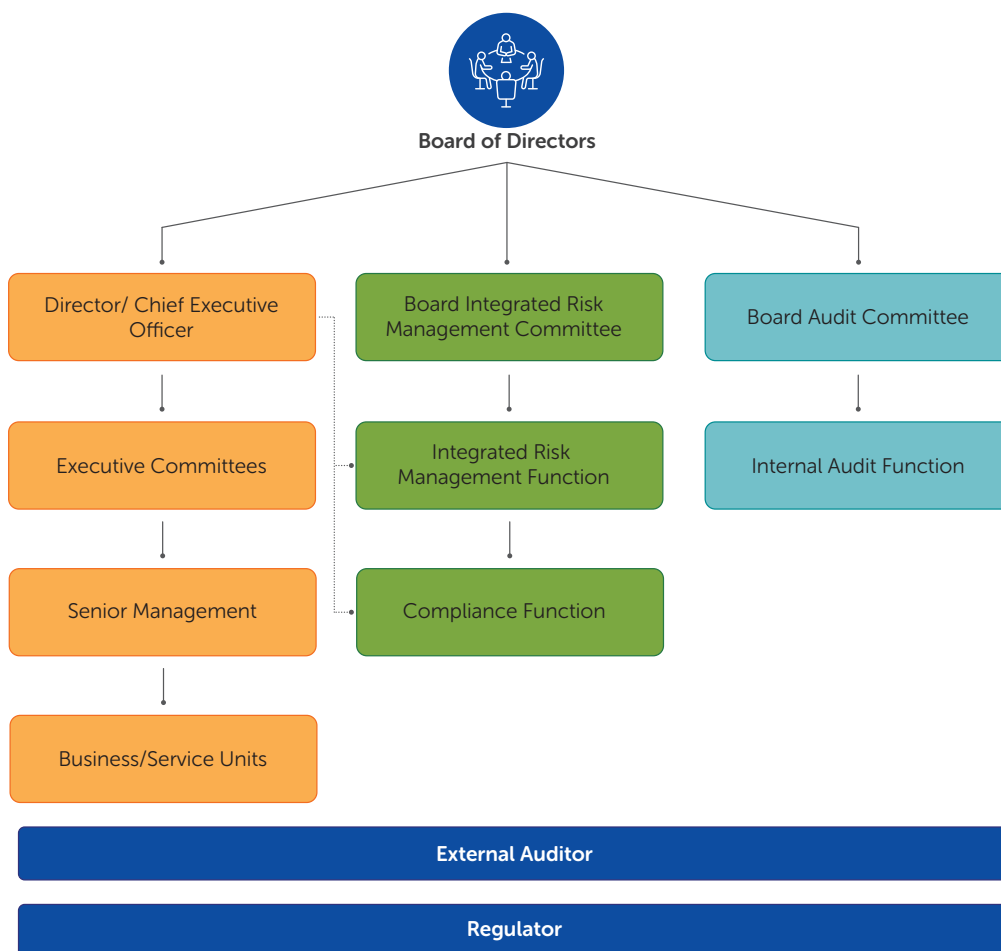 Board of Directors
Director/ Chief Executive
Officer
Board Integrated Risk
Management Committee
Board Audit Committee
Executive Committees
Integrated Risk
Management Function
Internal Audit Function
Senior Management
Compliance Function
Business/Service Units
External Auditor
Regulator